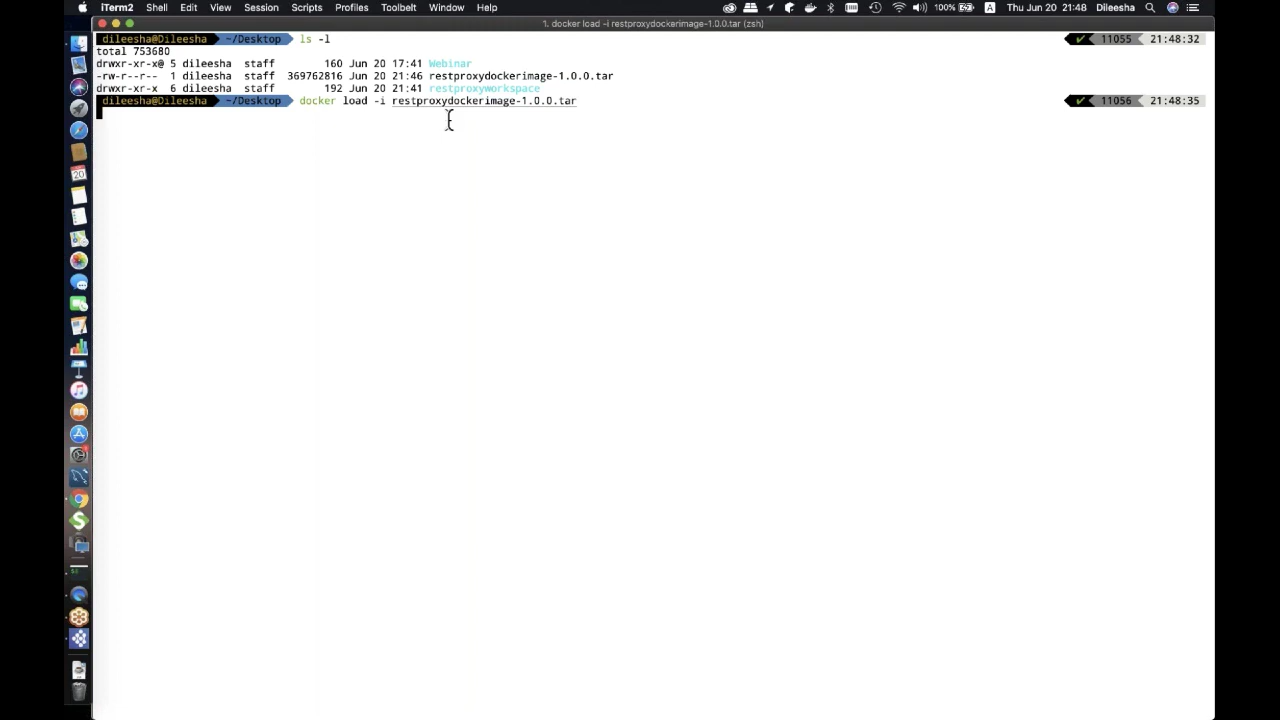 iTerm2 Shell Edit View Session Scripts Profiles Toolbelt Window Help 100% A Thu Jun 20 21:48 Dileesha
1. docker load -i restproxydockerimage-1.0.0.tar (zsh)
dileesha@Dileesha ~/Desktop ls -l ✔ 11055 21:48:32
total 753680
drwxr-xr-x@ 5 dileesha staff 160 Jun 20 17:41 Webinar
-rw-r--r-- 1 dileesha staff 369762816 Jun 20 21:46 restproxydockerimage-1.0.0.tar
drwxr-xr-x 6 dileesha staff 192 Jun 20 21:41 restproxyworkspace
dileesha@Dileesha ~/Desktop docker load -i restproxydockerimage-1.0.0.tar ✔ 11056 21:48:35
20